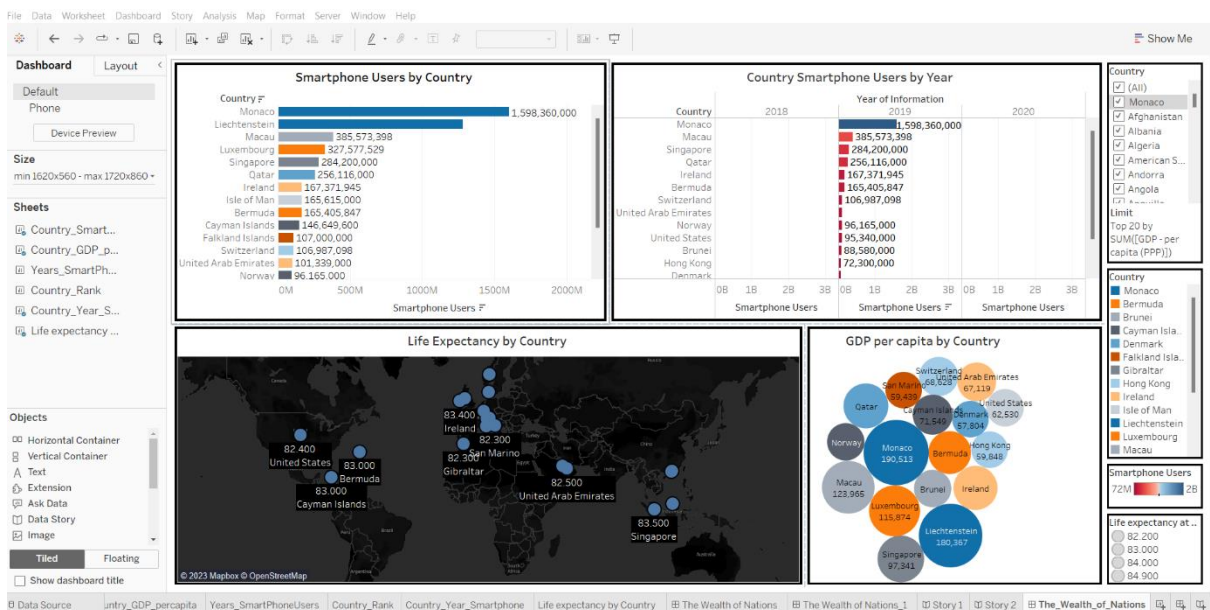 File Data Worksheet Dashboard Story Analysis Map Format Server Window Help
Show Me
Dashboard Layout
Default
Phone
Device Preview
Size
min 1620x560 - max 1720x860
Sheets
Country_Smart...
Country_GDP_p...
Years_SmartPh...
Country_Rank
Country_Year_S...
Life expectancy ...
Objects
Horizontal Container
Vertical Container
Text
Extension
Ask Data
Data Story
Image
Tiled Floating
Show dashboard title
Smartphone Users by Country
Country
Monaco 1,598,360,000
Liechtenstein
Macau 385,573,398
Luxembourg 327,577,529
Singapore 284,200,000
Qatar 256,116,000
Ireland 167,371,945
Isle of Man 165,615,000
Bermuda 165,405,847
Cayman Islands 146,649,600
Falkland Islands 107,000,000
Switzerland 106,987,098
United Arab Emirates 101,339,000
Norway 96,165,000
0M 500M 1000M 1500M 2000M
Smartphone Users
Country Smartphone Users by Year
Year of Information
Country 2018 2019 2020
Monaco 1,598,360,000
Macau 385,573,398
Singapore 284,200,000
Qatar 256,116,000
Ireland 167,371,945
Bermuda 165,405,847
Switzerland 106,987,098
United Arab Emirates
Norway 96,165,000
United States 95,340,000
Brunei 88,580,000
Hong Kong 72,300,000
Denmark
0B 1B 2B 3B 0B 1B 2B 3B 0B 1B 2B 3B
Smartphone Users Smartphone Users Smartphone Users
Life Expectancy by Country
83.400
Ireland
82.300
San Marino
82.300
Gibraltar
82.400
United States
83.000
Bermuda
83.000
Cayman Islands
82.500
United Arab Emirates
83.500
Singapore
© 2023 Mapbox © OpenStreetMap
GDP per capita by Country
Switzerland
68,628
United Arab Emirates
67,119
San Marino
59,439
Qatar
Cayman Islands
71,549
Denmark
57,804
United States
62,530
Norway
Monaco
190,513
Bermuda
Hong Kong
59,848
Macau
123,965
Brunei
Ireland
Luxembourg
115,874
Liechtenstein
180,367
Singapore
97,341
Country
(All)
Monaco
Afghanistan
Albania
Algeria
American S...
Andorra
Angola
Limit
Top 20 by
SUM([GDP - per
capita (PPP)])
Country
Monaco
Bermuda
Brunei
Cayman Isla..
Denmark
Falkland Isla..
Gibraltar
Hong Kong
Ireland
Isle of Man
Liechtenstein
Luxembourg
Macau
Smartphone Users
72M 2B
Life expectancy at ..
82.200
83.000
84.000
84.900
Data Source untry_GDP_percapita Years_SmartPhoneUsers Country_Rank Country_Year_Smartphone Life expectancy by Country The Wealth of Nations The Wealth of Nations_1 Story 1 Story 2 The_Wealth_of_Nations